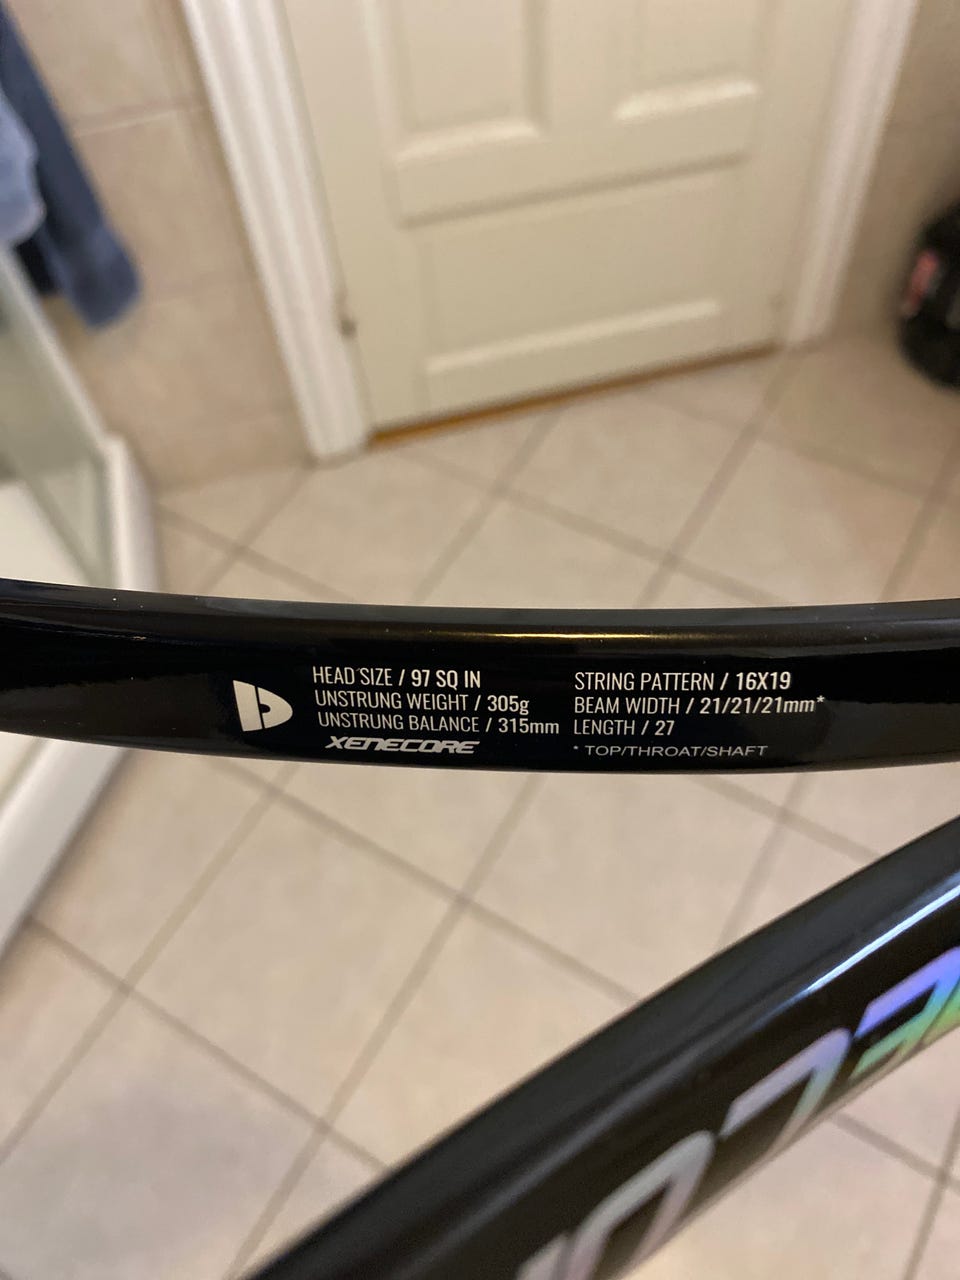 HEAD SIZE / 97 SQ IN
UNSTRUNG WEIGHT / 305g
UNSTRUNG BALANCE / 315mm
XENECORE
STRING PATTERN / 16X19
BEAM WIDTH / 21/21/21mm*
LENGTH / 27
* TOP/THROAT/SHAFT